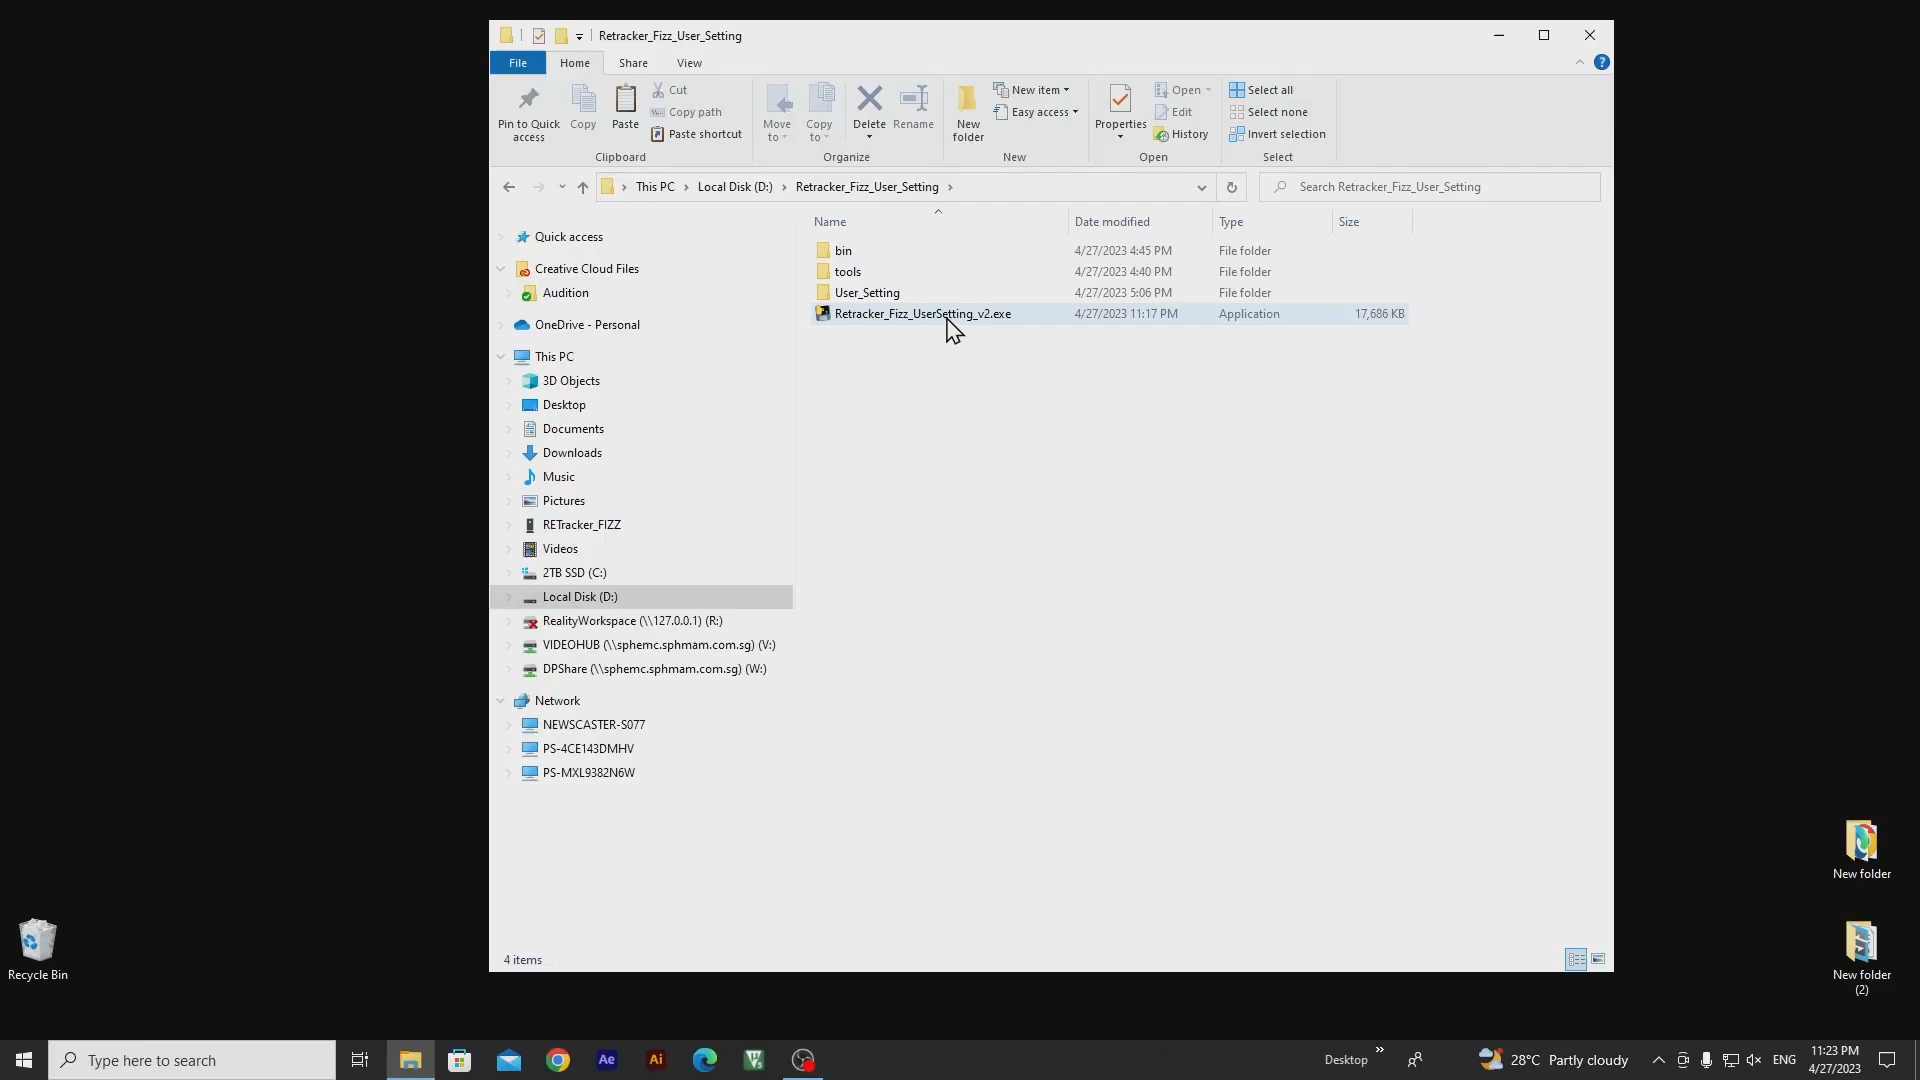 Retracker_Fizz_User_Setting
File Home Share View
Pin to Quick access
Copy
Paste
Cut
Copy path
Paste shortcut
Clipboard
Move to
Copy to
Delete
Rename
Organize
New folder
New item
Easy access
New
Properties
Open
Edit
History
Open
Select all
Select none
Invert selection
Select
This PC › Local Disk (D:) › Retracker_Fizz_User_Setting ›
Search Retracker_Fizz_User_Setting
Name Date modified Type Size
bin 4/27/2023 4:45 PM File folder
tools 4/27/2023 4:40 PM File folder
User_Setting 4/27/2023 5:06 PM File folder
Retracker_Fizz_UserSetting_v2.exe 4/27/2023 11:17 PM Application 17,686 KB
Quick access
Creative Cloud Files
Audition
OneDrive - Personal
This PC
3D Objects
Desktop
Documents
Downloads
Music
Pictures
RETracker_FIZZ
Videos
2TB SSD (C:)
Local Disk (D:)
RealityWorkspace (\\127.0.0.1) (R:)
VIDEOHUB (\\sphemc.sphmam.com.sg) (V:)
DPShare (\\sphemc.sphmam.com.sg) (W:)
Network
NEWSCASTER-S077
PS-4CE143DMHV
PS-MXL9382N6W
4 items
Recycle Bin
New folder
New folder
(2)
Type here to search
Ae
Ai
Desktop »
28°C Partly cloudy
ENG
11:23 PM
4/27/2023